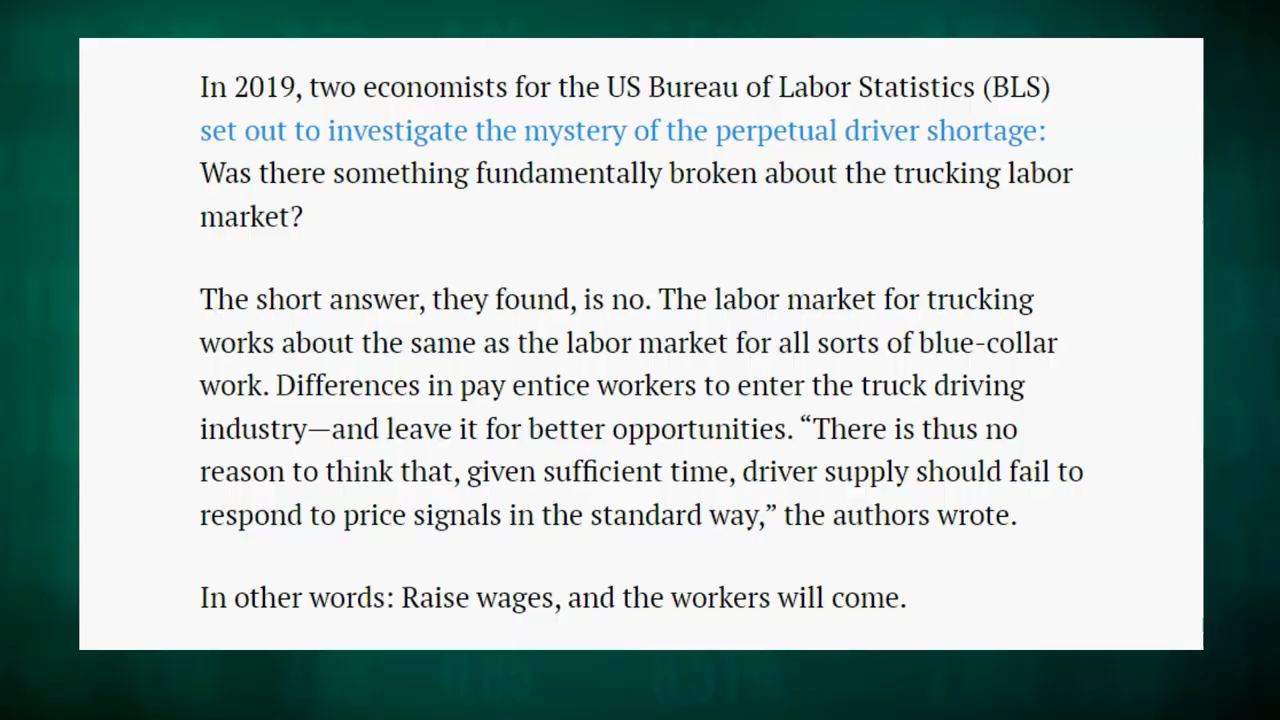 In 2019, two economists for the US Bureau of Labor Statistics (BLS)
set out to investigate the mystery of the perpetual driver shortage:
Was there something fundamentally broken about the trucking labor
market?
The short answer, they found, is no. The labor market for trucking
works about the same as the labor market for all sorts of blue-collar
work. Differences in pay entice workers to enter the truck driving
industry—and leave it for better opportunities. “There is thus no
reason to think that, given sufficient time, driver supply should fail to
respond to price signals in the standard way,” the authors wrote.
In other words: Raise wages, and the workers will come.